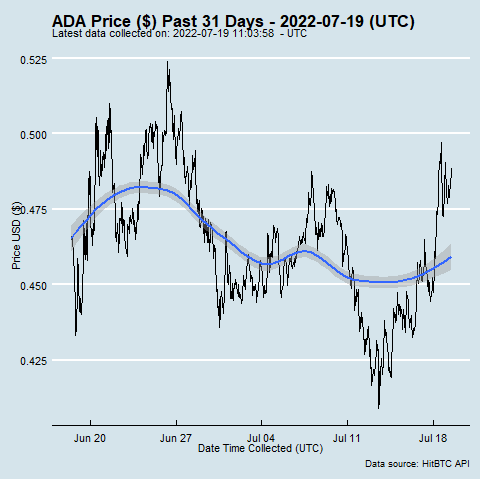 ADA Price ($) Past 31 Days - 2022-07-19 (UTC)
Latest data collected on: 2022-07-19 11:03:58 - UTC
0.525
0.500
0.475
0.450
0.425
Price USD ($)
Jun 20 Jun 27 Jul 04 Jul 11 Jul 18
Date Time Collected (UTC)
Data source: HitBTC API